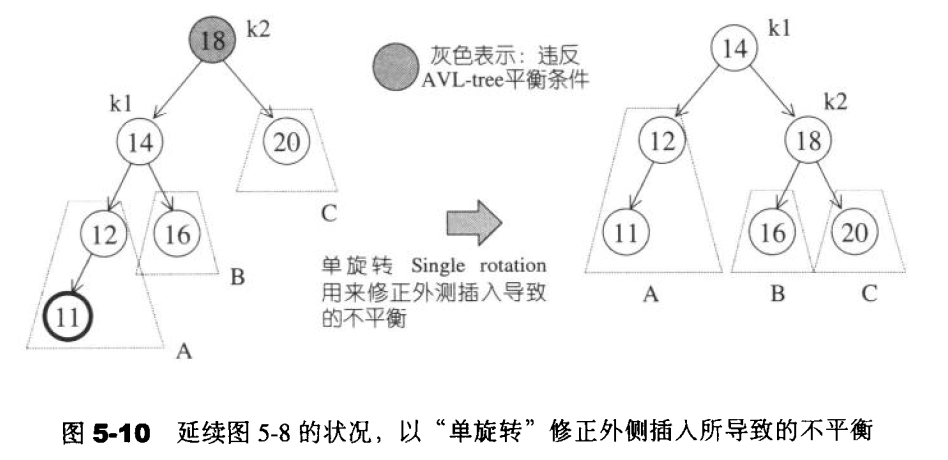 18 k2
k1
14
20
C
12
16
B
11
A
灰色表示：违反
AVL-tree平衡条件
单旋转 Single rotation
用来修正外测插入导致
的不平衡
k1
14
k2
12
18
11
16
20
A
B
C
图 5-10 延续图 5-8 的状况，以“单旋转”修正外侧插入所导致的不平衡